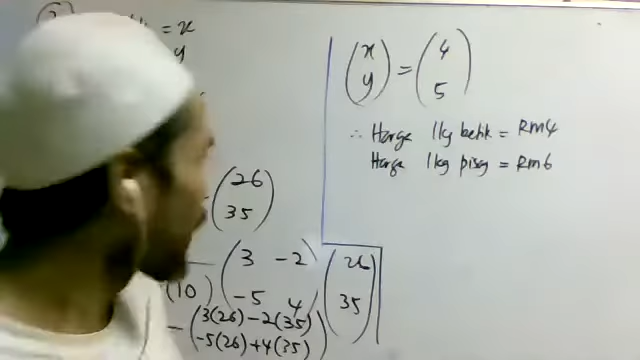 = x
y
(26
35)
(10) (3 -2
-5 4) (26
35)
(3(26) - 2(35)
-5(26) + 4(35))
(x
y) = (4
5)
∴ Harga 1kg betik = RM4
Harga 1kg pisg = RM6